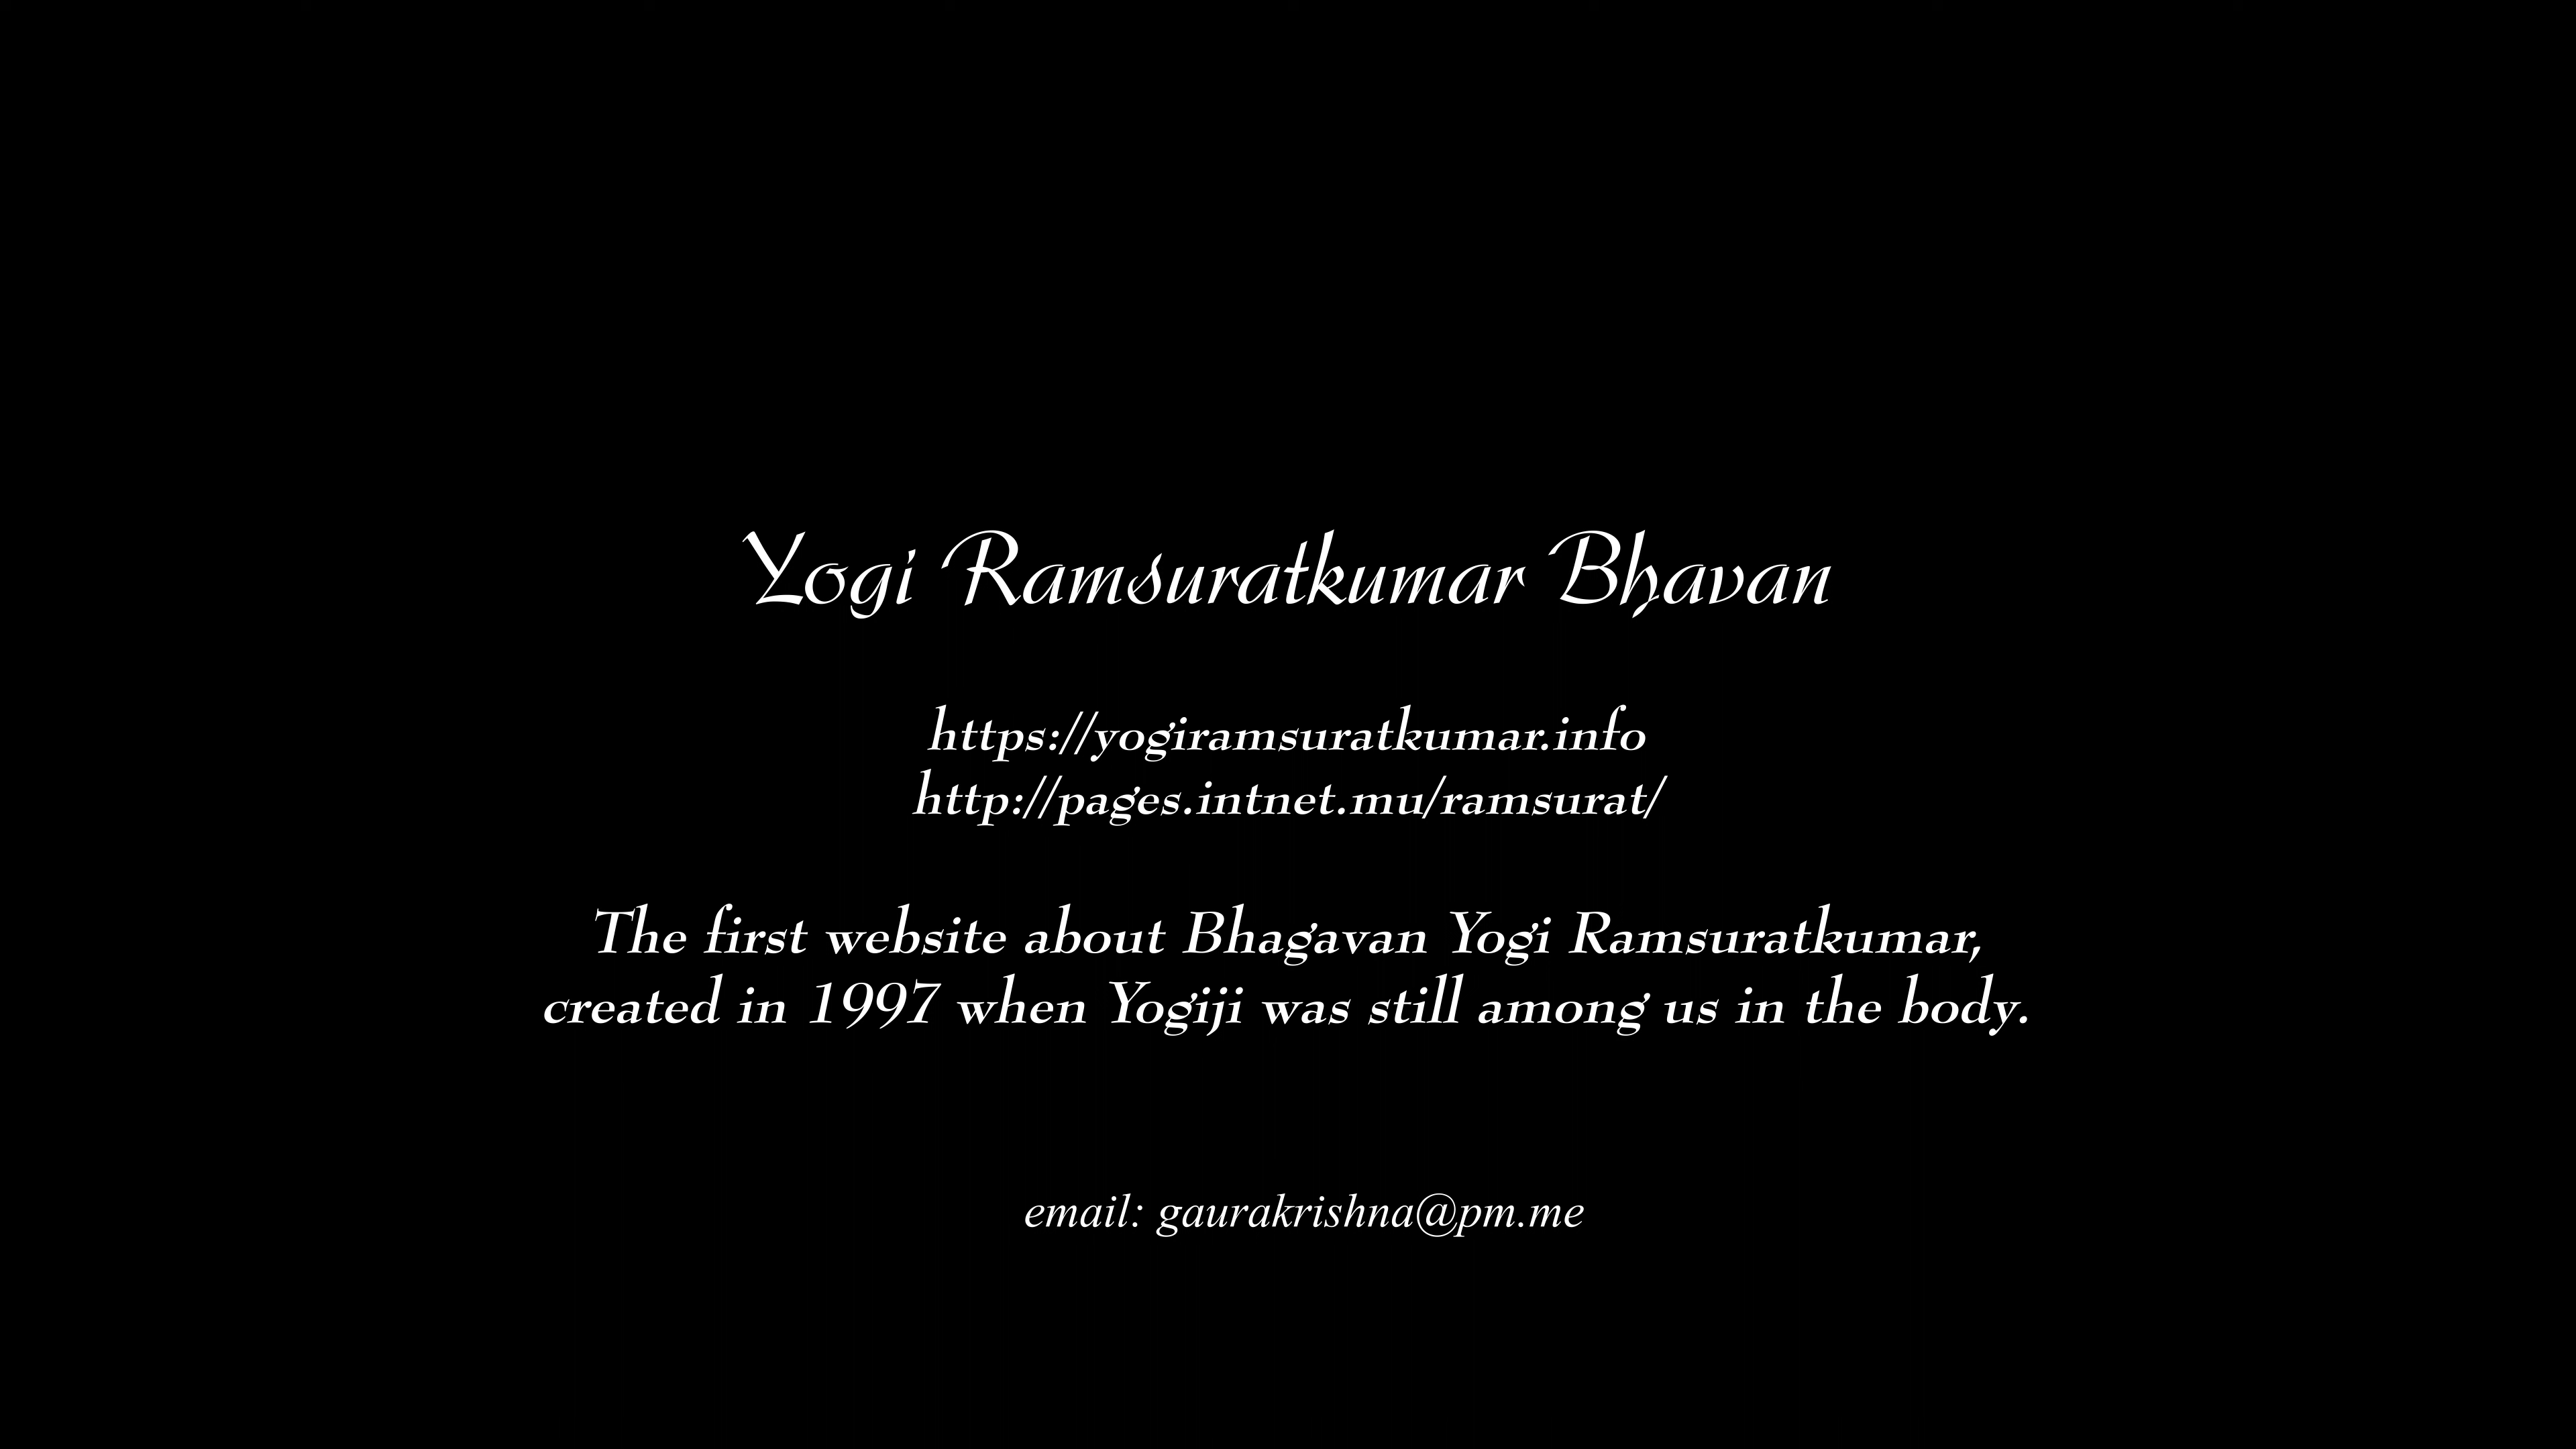 Yogi Ramsuratkumar Bhavan
https://yogiramsuratkumar.info
http://pages.intnet.mu/ramsurat/
The first website about Bhagavan Yogi Ramsuratkumar,
created in 1997 when Yogiji was still among us in the body.
email: gaurakrishna@pm.me